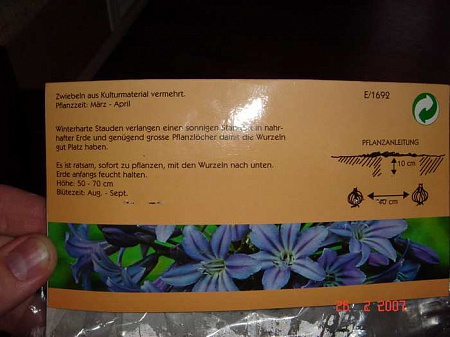 Zwiebeln aus Kulturmaterial vermehrt.
Pflanzzeit: März - April
E/1692
Winterharte Stauden verlangen einen sonnigen in nahr-
hafter Erde und genügend grosse Pflanzlöcher damit die Wurzeln
gut Platz haben.
PFLANZANLEITUNG
10 cm
Es ist ratsam, sofort zu pflanzen, mit den Wurzeln nach unten.
Erde anfangs feucht halten.
Höhe: 50 - 70 cm
Blütezeit: Aug. - Sept.
40 cm
26 2 2007